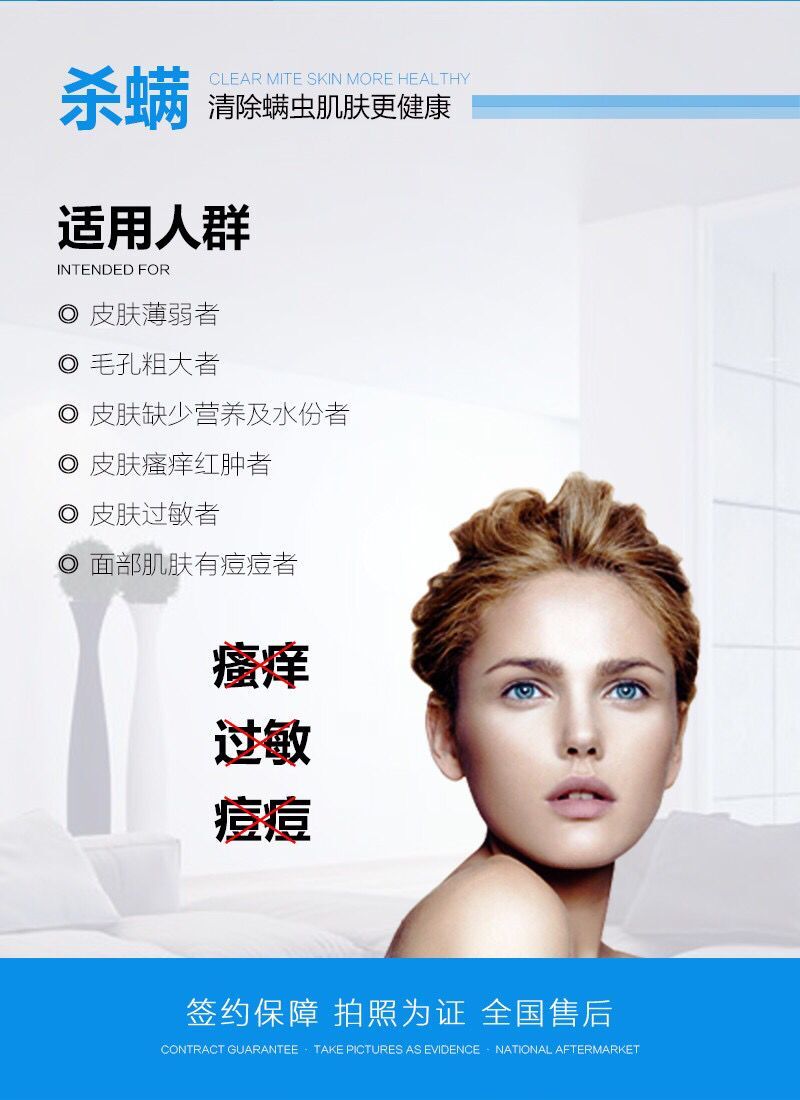 杀螨
CLEAR MITE SKIN MORE HEALTHY
清除螨虫肌肤更健康
适用人群
INTENDED FOR
皮肤薄弱者
毛孔粗大者
皮肤缺少营养及水份者
皮肤瘙痒红肿者
皮肤过敏者
面部肌肤有痘痘者
瘙痒
过敏
痘痘
签约保障 拍照为证 全国售后
CONTRACT GUARANTEE · TAKE PICTURES AS EVIDENCE · NATIONAL AFTERMARKET